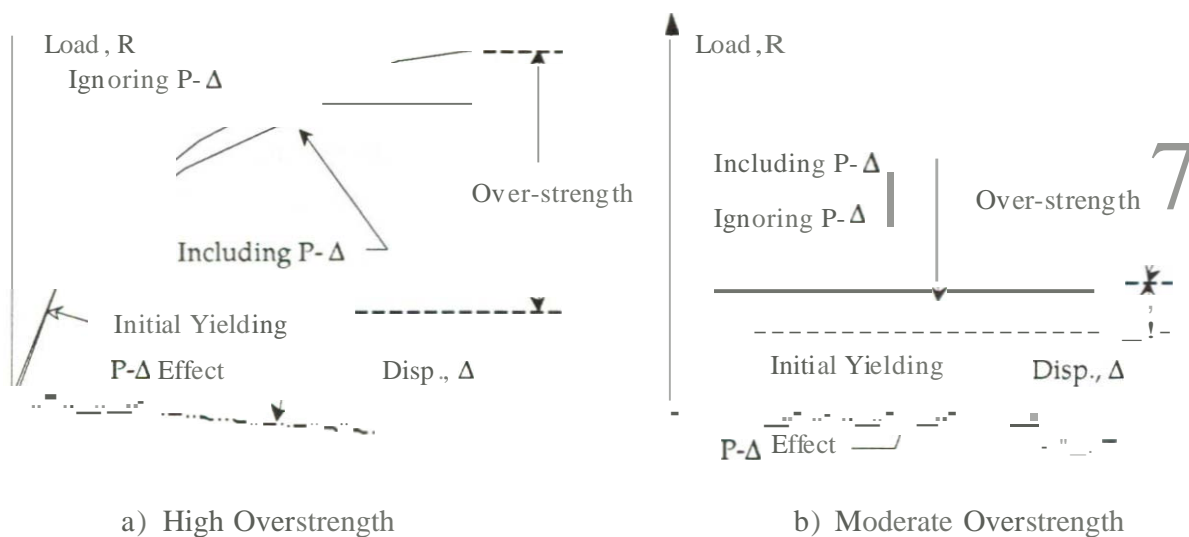 Load, R
Ignoring P-Δ
Over-strength
Including P-Δ
Initial Yielding
P-Δ Effect
Disp., Δ
a) High Overstrength
Load,R
Including P-Δ
Ignoring P-Δ
Over-strength 7
Initial Yielding
Disp., Δ
P-Δ Effect
b) Moderate Overstrength